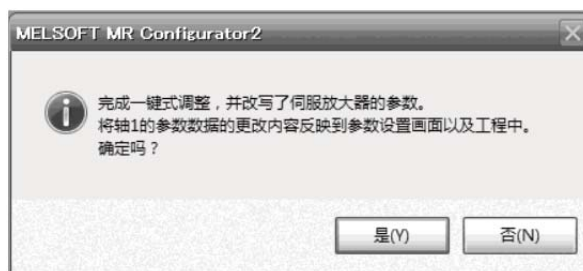 MELSOFT MR Configurator2
完成一键式调整，并改写了伺服放大器的参数。
将轴1的参数数据的更改内容反映到参数设置画面以及工程中。
确定吗？
是(Y)
否(N)